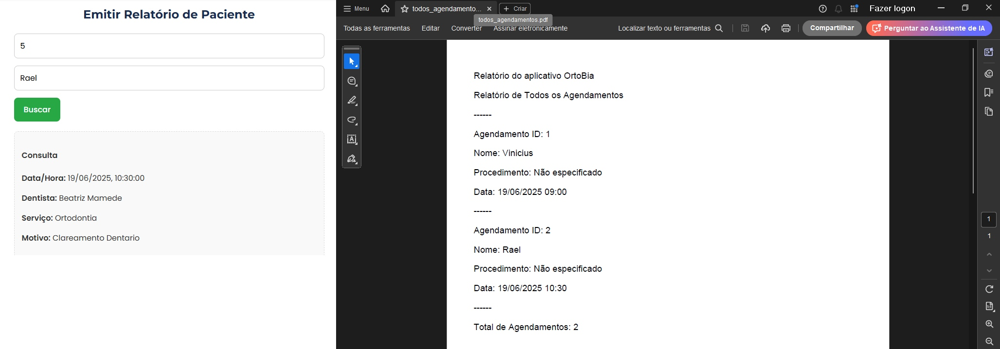 Emitir Relatório de Paciente
5
Rael
Buscar
Consulta
Data/Hora: 19/06/2025, 10:30:00
Dentista: Beatriz Mamede
Serviço: Ortodontia
Motivo: Clareamento Dentario
Menu
todos_agendamento...
Criar
Fazer logon
todos_agendamentos.pdf
Todas as ferramentas
Editar
Converter
Assinar eletronicamente
Localizar texto ou ferramentas
Compartilhar
Perguntar ao Assistente de IA
Relatório do aplicativo OrtoBia
Relatório de Todos os Agendamentos
------
Agendamento ID: 1
Nome: Vinicius
Procedimento: Não especificado
Data: 19/06/2025 09:00
------
Agendamento ID: 2
Nome: Rael
Procedimento: Não especificado
Data: 19/06/2025 10:30
------
Total de Agendamentos: 2
1
1